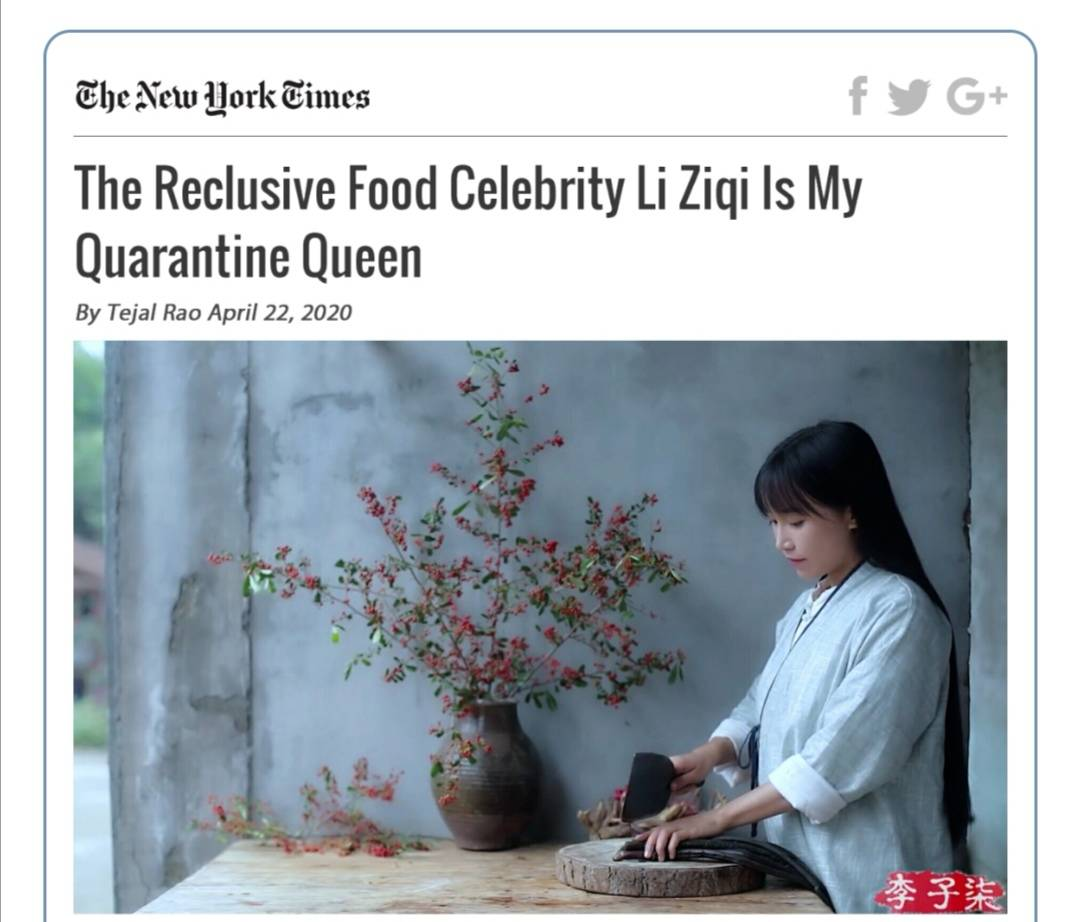 The New York Times
f G+
The Reclusive Food Celebrity Li Ziqi Is My
Quarantine Queen
By Tejal Rao April 22, 2020
李子柒